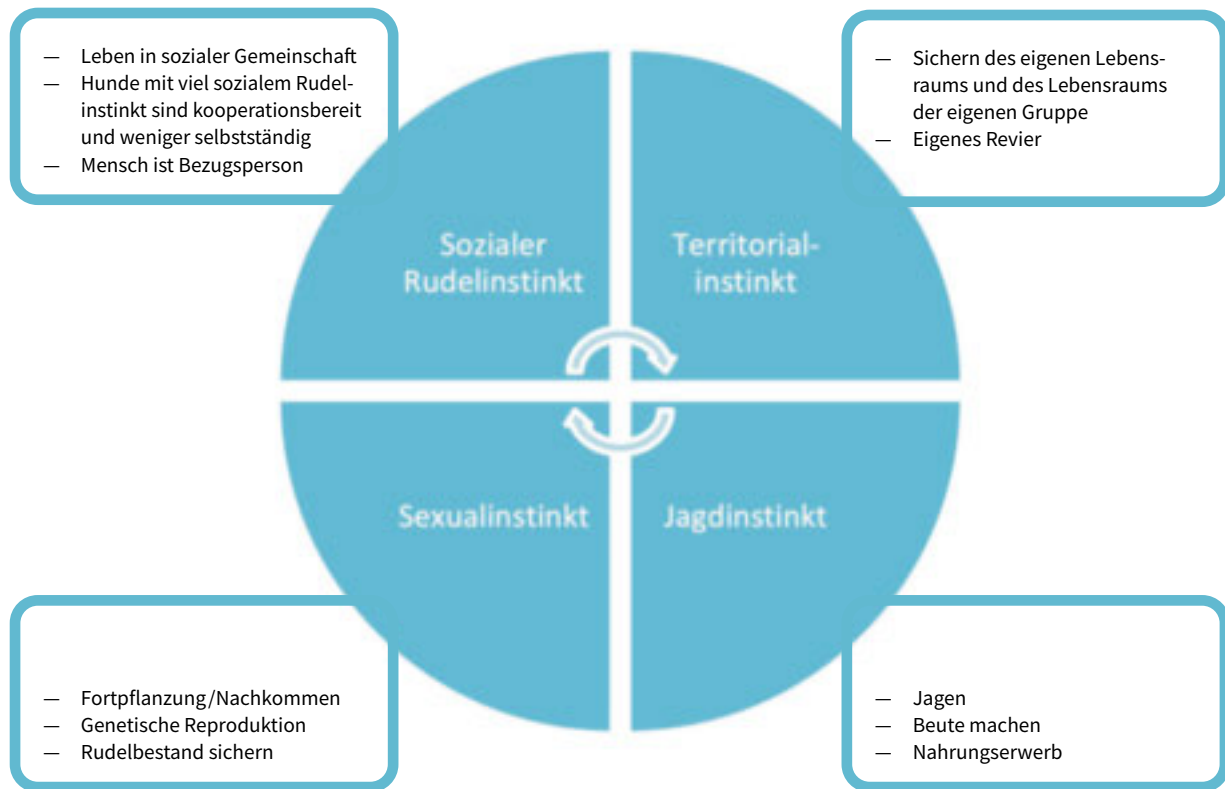 — Leben in sozialer Gemeinschaft
— Hunde mit viel sozialem Rudel-
instinkt sind kooperationsbereit
und weniger selbstständig
— Mensch ist Bezugsperson
— Sichern des eigenen Lebens-
raums und des Lebensraums
der eigenen Gruppe
— Eigenes Revier
Sozialer
Rudelinstinkt
Territorial-
instinkt
Sexualinstinkt
Jagdinstinkt
— Fortpflanzung/Nachkommen
— Genetische Reproduktion
— Rudelbestand sichern
— Jagen
— Beute machen
— Nahrungserwerb